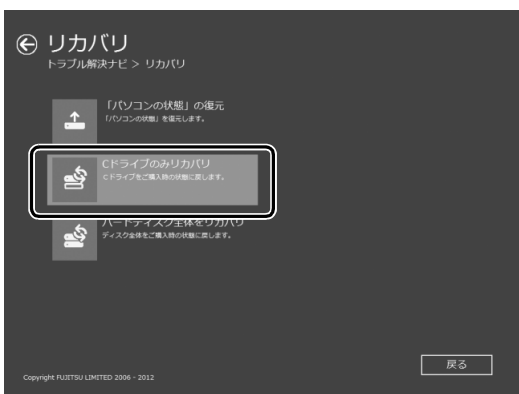 リカバリ
トラブル解決ナビ > リカバリ
「パソコンの状態」の復元
「パソコンの状態」を復元します。
Cドライブのみリカバリ
Cドライブをご購入時の状態に戻します。
ハードディスク全体をリカバリ
ディスク全体をご購入時の状態に戻します。
戻る
Copyright FUJITSU LIMITED 2006 - 2012